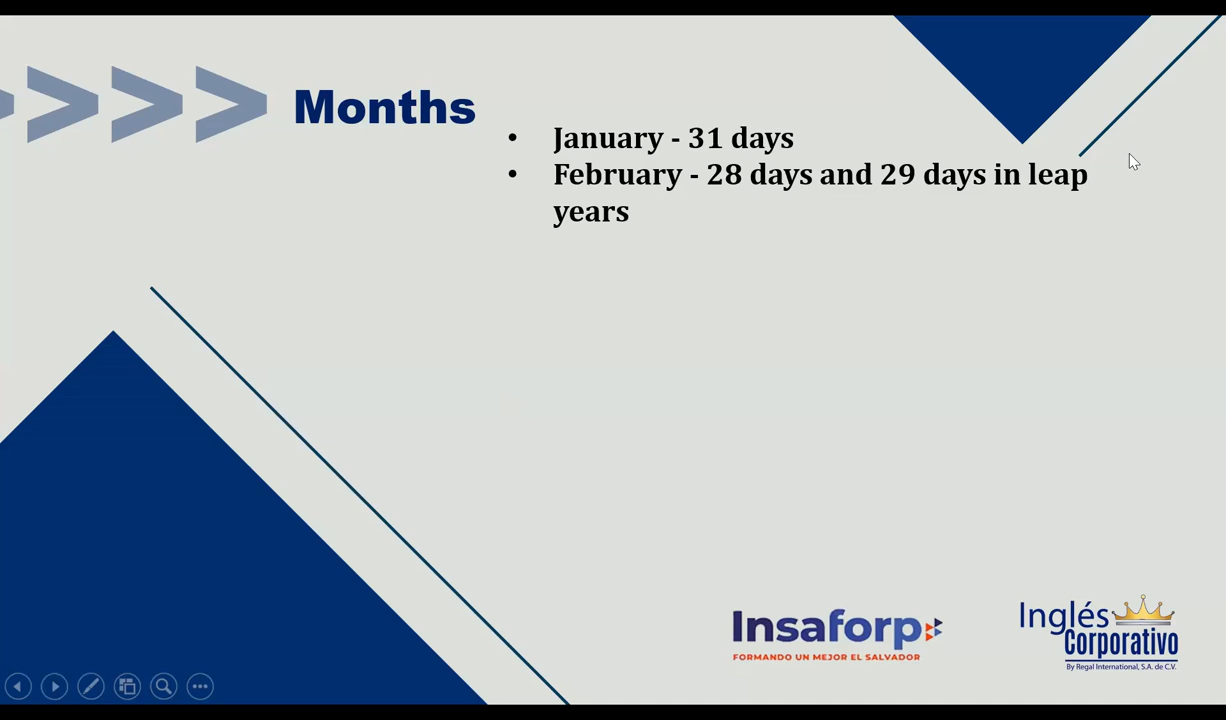 Months
• January - 31 days
• February - 28 days and 29 days in leap
years
Insaforp
FORMANDO UN MEJOR EL SALVADOR
Inglés
Corporativo
By Regal International, S.A. de C.V.